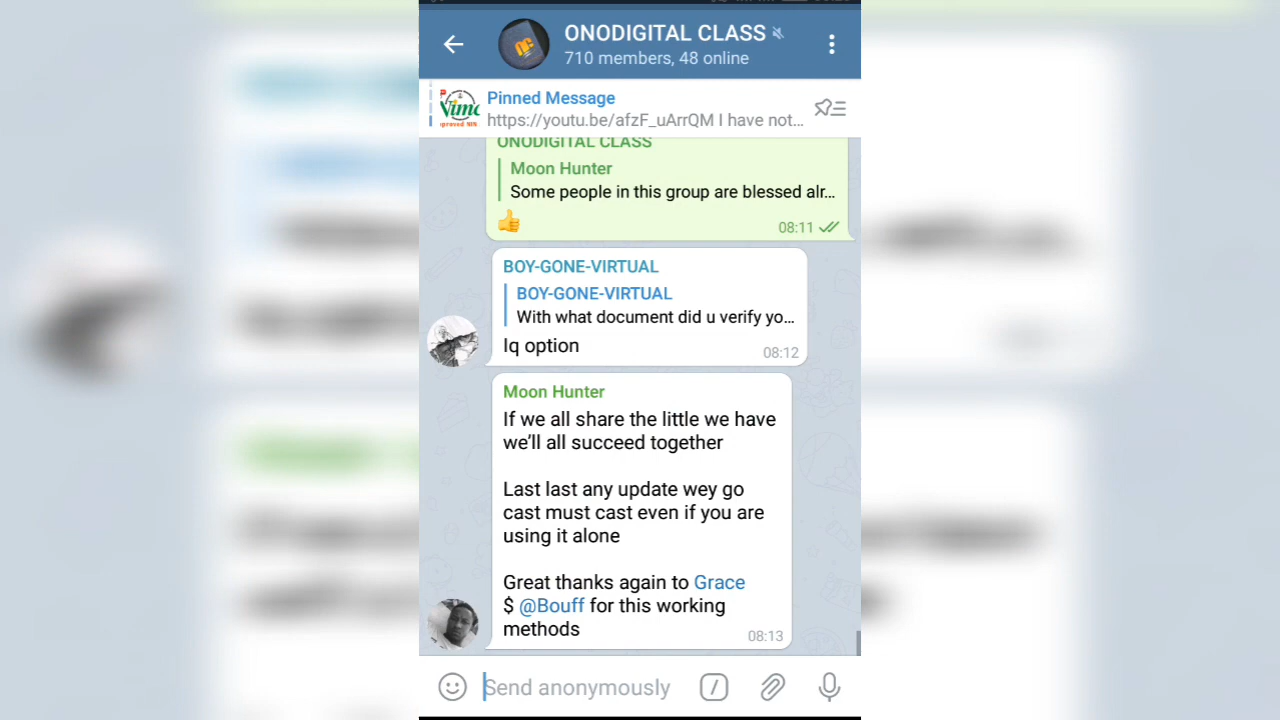 ONODIGITAL CLASS
710 members, 48 online
Pinned Message
https://youtu.be/afzF_uArrQM I have not...
ONODIGITAL CLASS
Moon Hunter
Some people in this group are blessed alr...
08:11
BOY-GONE-VIRTUAL
BOY-GONE-VIRTUAL
With what document did u verify yo...
Iq option
08:12
Moon Hunter
If we all share the little we have
we'll all succeed together
Last last any update wey go
cast must cast even if you are
using it alone
Great thanks again to Grace
$ @Bouff for this working
methods
08:13
Send anonymously